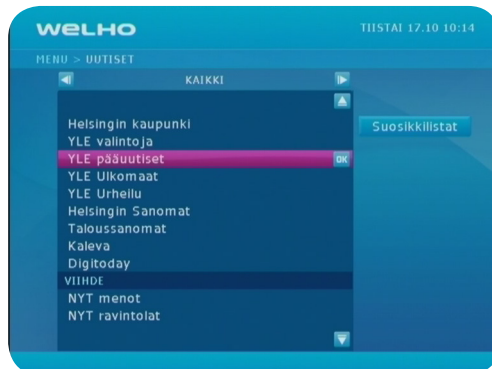 WELHO
TIISTAI 17.10 10:14
MENU > UUTISET
KAIKKI
Helsingin kaupunki
YLE valintoja
YLE pääuutiset OK
YLE Ulkomaat
YLE Urheilu
Helsingin Sanomat
Taloussanomat
Kaleva
Digitoday
VIIHDE
NYT menot
NYT ravintolat
Suosikkilistat